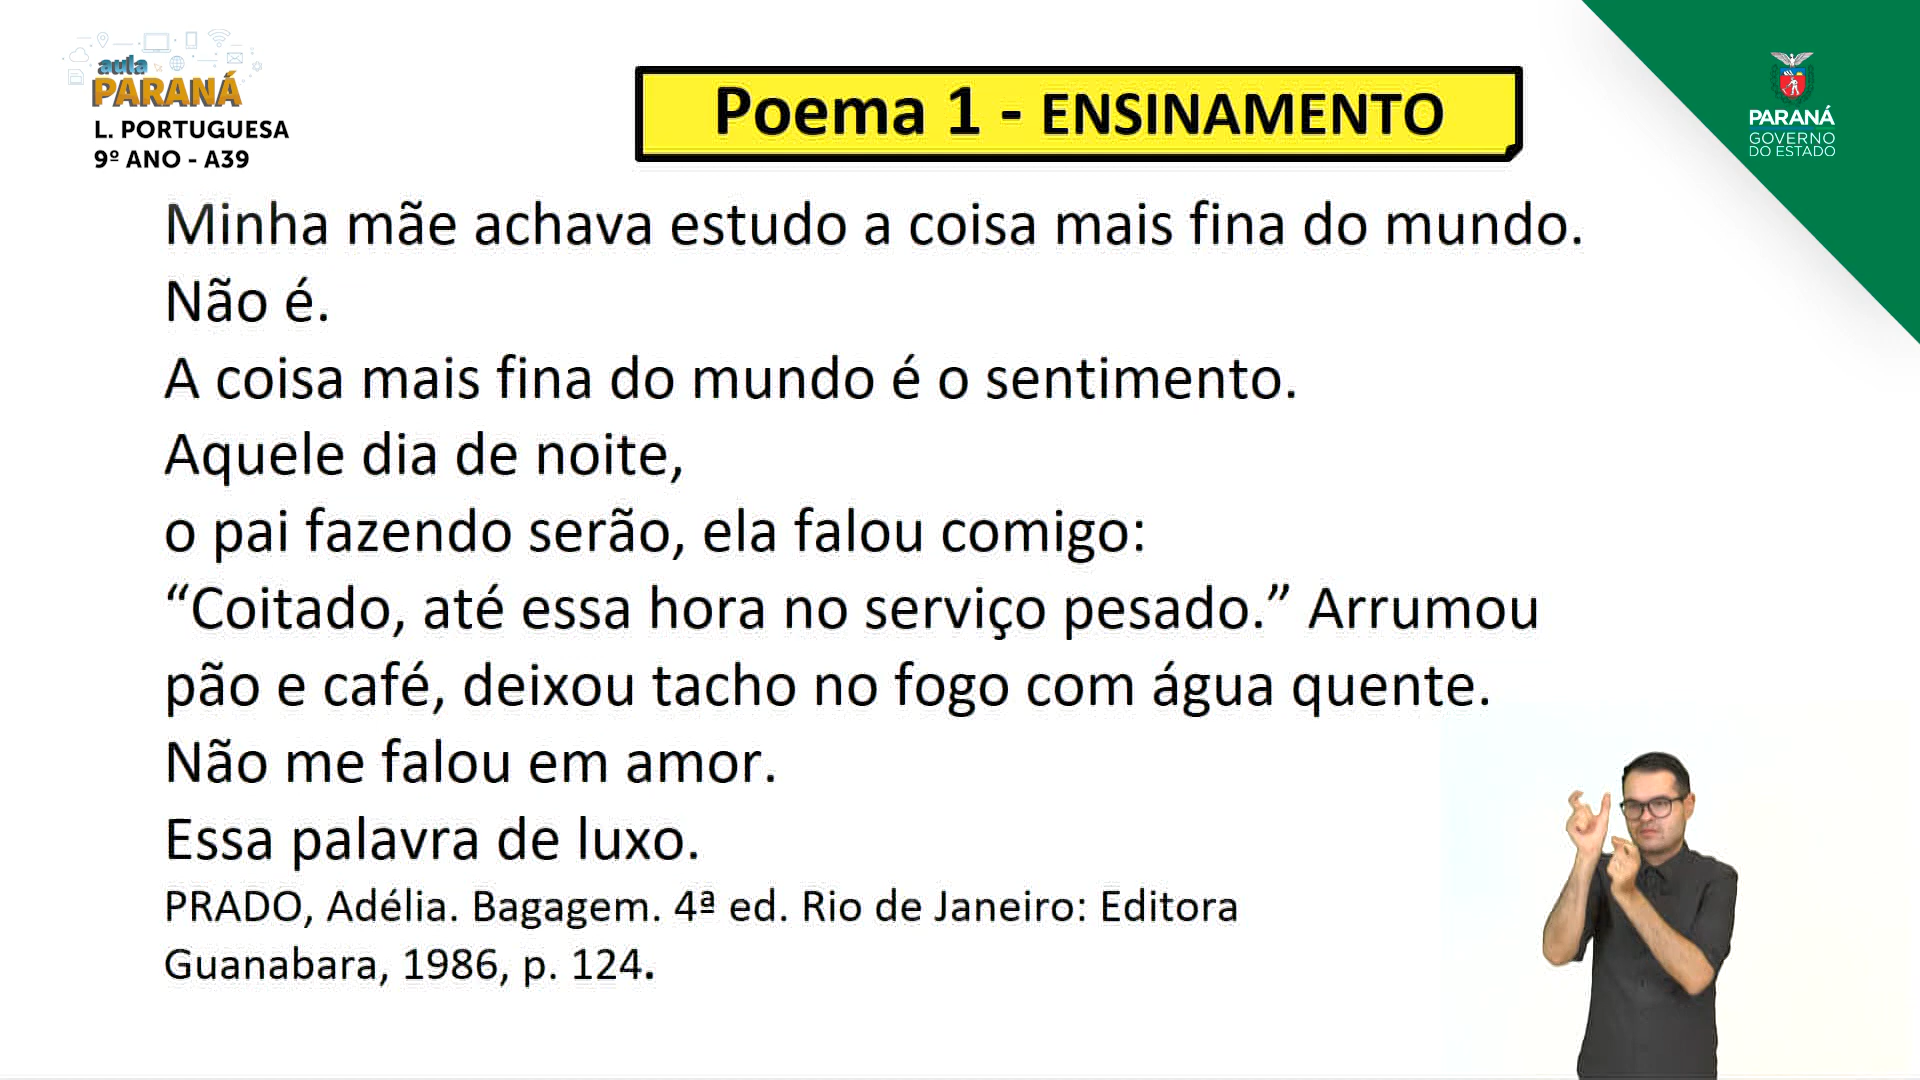 aula
PARANÁ
L. PORTUGUESA
9º ANO - A39
Poema 1 - ENSINAMENTO
PARANÁ
GOVERNO
DO ESTADO
Minha mãe achava estudo a coisa mais fina do mundo.
Não é.
A coisa mais fina do mundo é o sentimento.
Aquele dia de noite,
o pai fazendo serão, ela falou comigo:
“Coitado, até essa hora no serviço pesado.” Arrumou
pão e café, deixou tacho no fogo com água quente.
Não me falou em amor.
Essa palavra de luxo.
PRADO, Adélia. Bagagem. 4ª ed. Rio de Janeiro: Editora
Guanabara, 1986, p. 124.